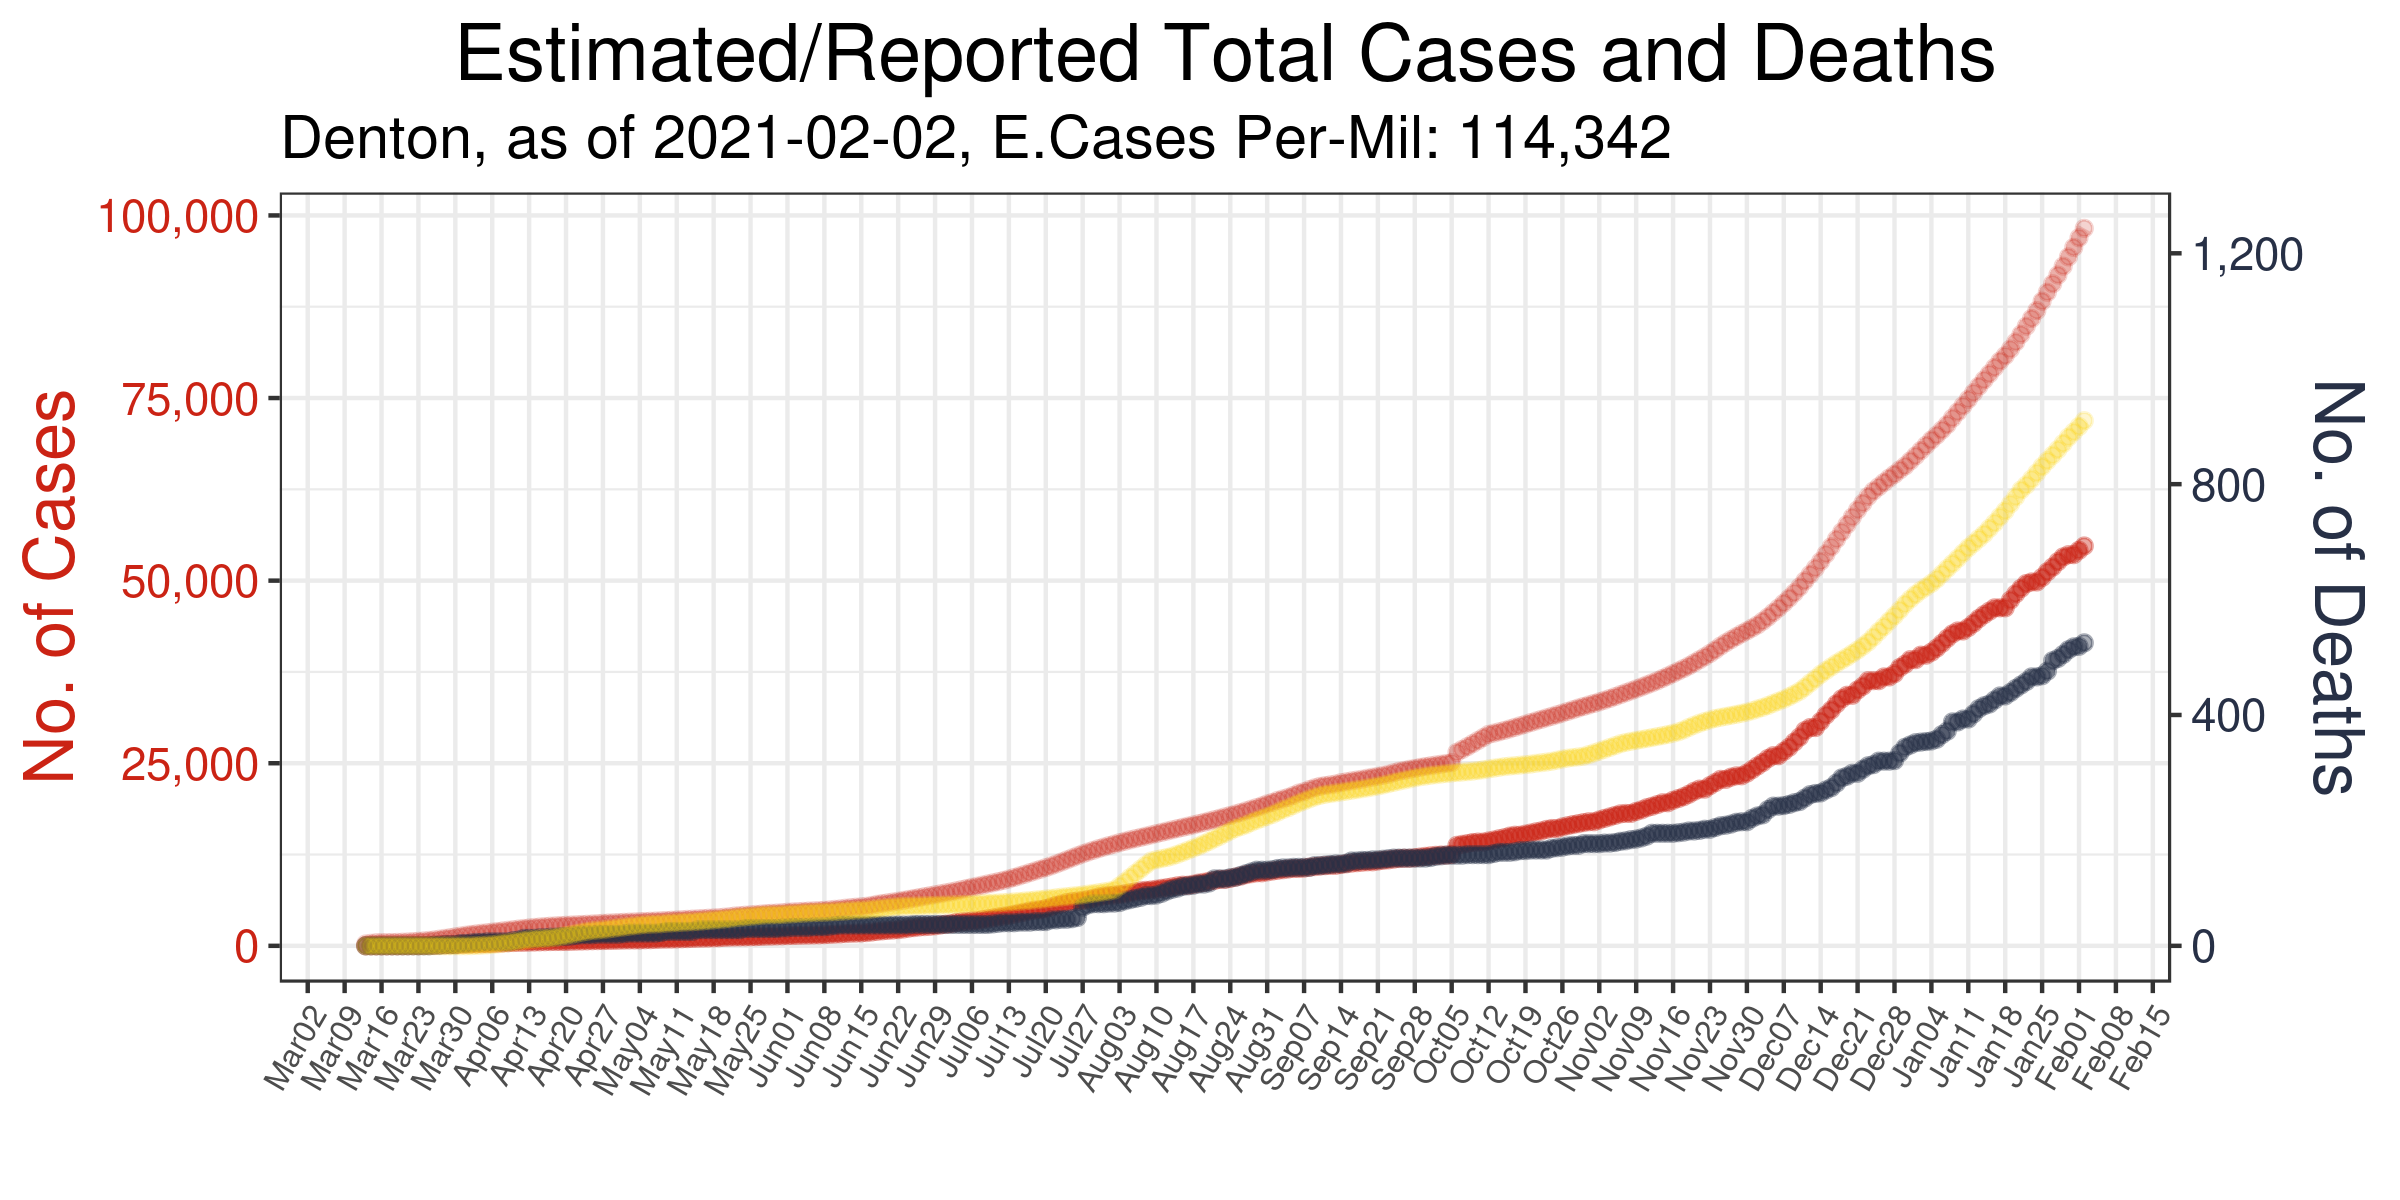 Estimated/Reported Total Cases and Deaths
Denton, as of 2021-02-02, E.Cases Per-Mil: 114,342
No. of Cases
100,000
75,000
50,000
25,000
0
1,200
800
400
0
No. of Deaths
Mar02
Mar09
Mar16
Mar23
Mar30
Apr06
Apr13
Apr20
Apr27
May04
May11
May18
May25
Jun01
Jun08
Jun15
Jun22
Jun29
Jul06
Jul13
Jul20
Jul27
Aug03
Aug10
Aug17
Aug24
Aug31
Sep07
Sep14
Sep21
Sep28
Oct05
Oct12
Oct19
Oct26
Nov02
Nov09
Nov16
Nov23
Nov30
Dec07
Dec14
Dec21
Dec28
Jan04
Jan11
Jan18
Jan25
Feb01
Feb08
Feb15